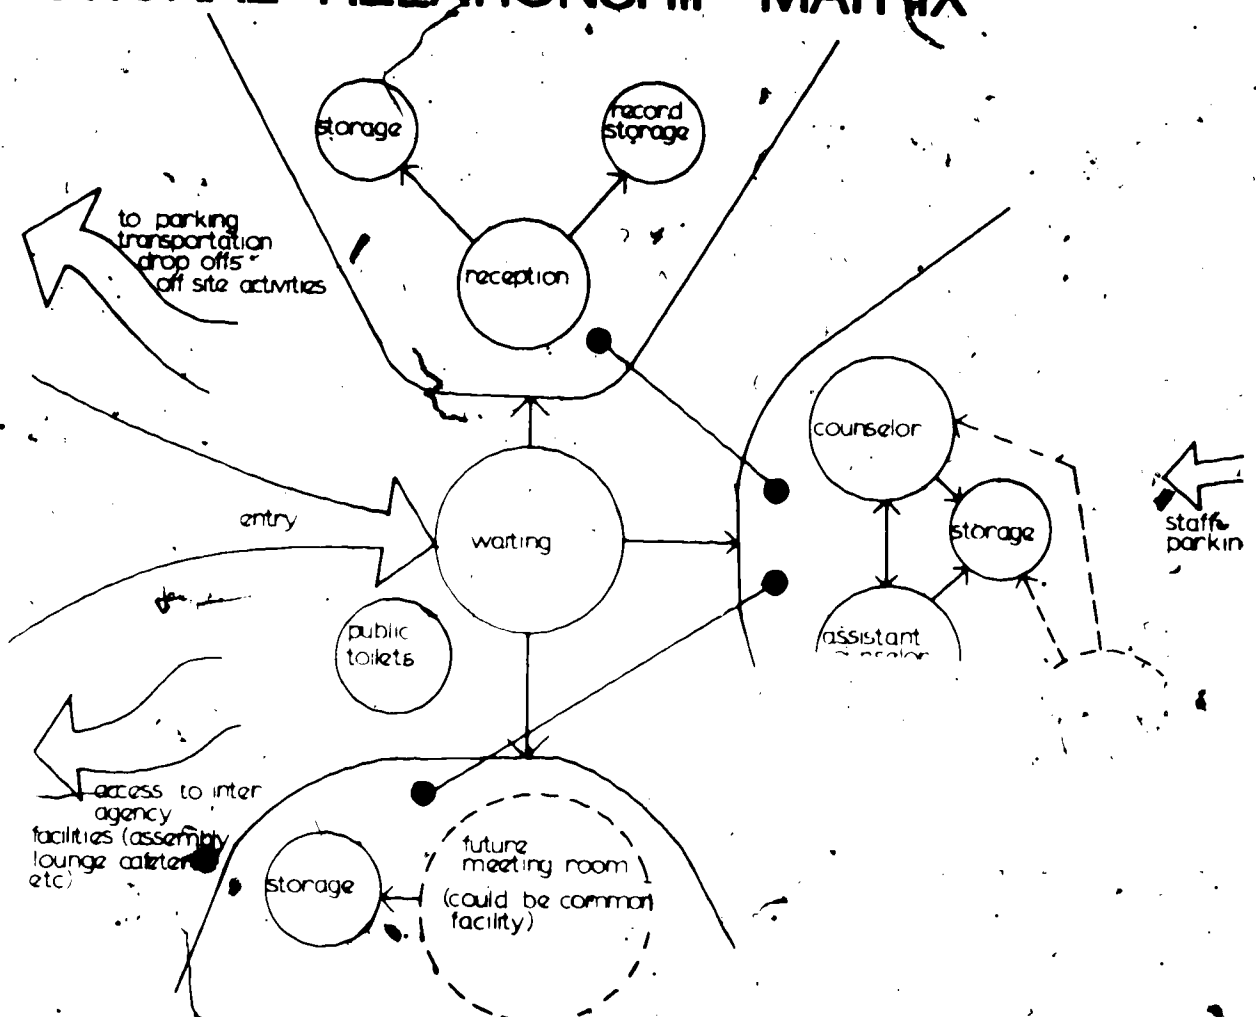 RELATIONSHIP MATRIX
storage
record
storage
to parking
transportation
drop offs
off site activities
reception
counselor
entry
waiting
storage
staff
public
toilets
assistant
access to inter
agency
facilities (assembly
lounge
etc)
future
meeting room
storage
(could be common
facility)